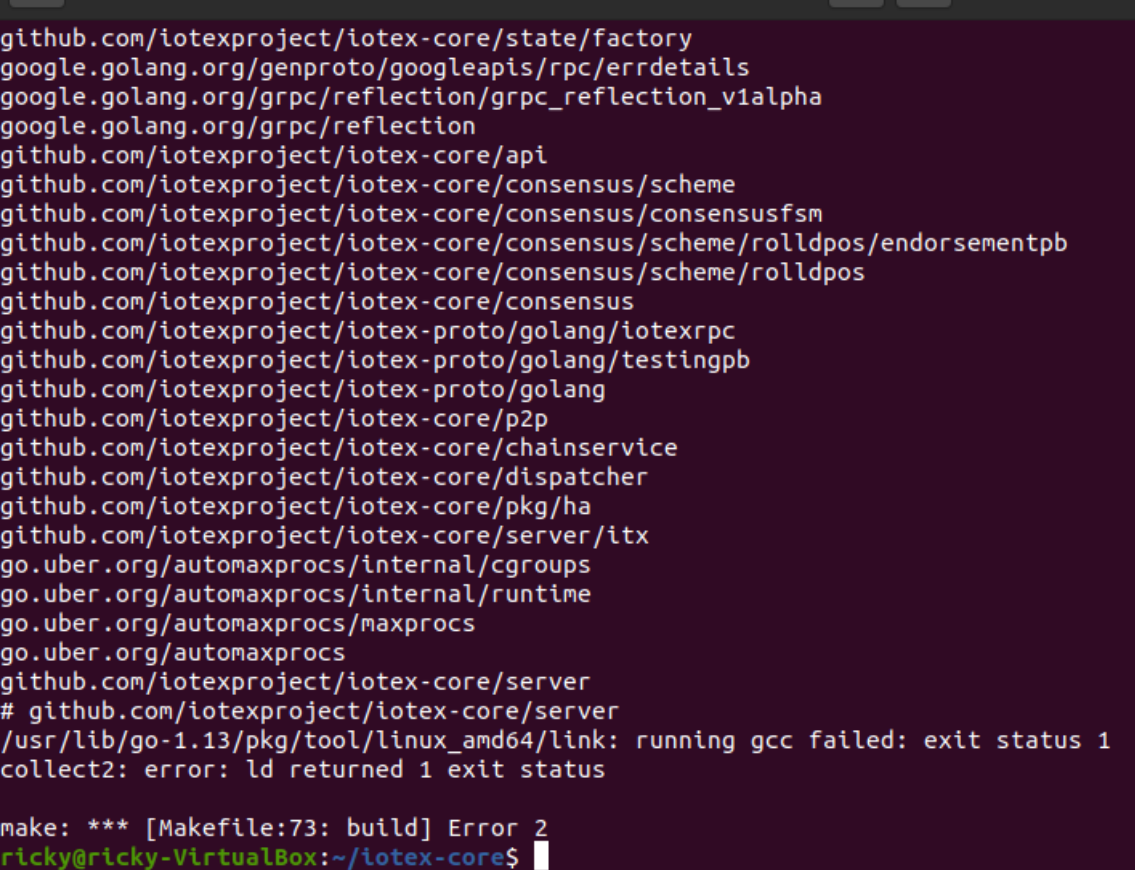 github.com/iotexproject/iotex-core/state/factory
google.golang.org/genproto/googleapis/rpc/errdetails
google.golang.org/grpc/reflection/grpc_reflection_v1alpha
google.golang.org/grpc/reflection
github.com/iotexproject/iotex-core/api
github.com/iotexproject/iotex-core/consensus/scheme
github.com/iotexproject/iotex-core/consensus/consensusfsm
github.com/iotexproject/iotex-core/consensus/scheme/rolldpos/endorsementpb
github.com/iotexproject/iotex-core/consensus/scheme/rolldpos
github.com/iotexproject/iotex-core/consensus
github.com/iotexproject/iotex-proto/golang/iotexrpc
github.com/iotexproject/iotex-proto/golang/testingpb
github.com/iotexproject/iotex-proto/golang
github.com/iotexproject/iotex-core/p2p
github.com/iotexproject/iotex-core/chainservice
github.com/iotexproject/iotex-core/dispatcher
github.com/iotexproject/iotex-core/pkg/ha
github.com/iotexproject/iotex-core/server/itx
go.uber.org/automaxprocs/internal/cgroups
go.uber.org/automaxprocs/internal/runtime
go.uber.org/automaxprocs/maxprocs
go.uber.org/automaxprocs
github.com/iotexproject/iotex-core/server
# github.com/iotexproject/iotex-core/server
/usr/lib/go-1.13/pkg/tool/linux_amd64/link: running gcc failed: exit status 1
collect2: error: ld returned 1 exit status
make: *** [Makefile:73: build] Error 2
ricky@ricky-VirtualBox:~/iotex-core$